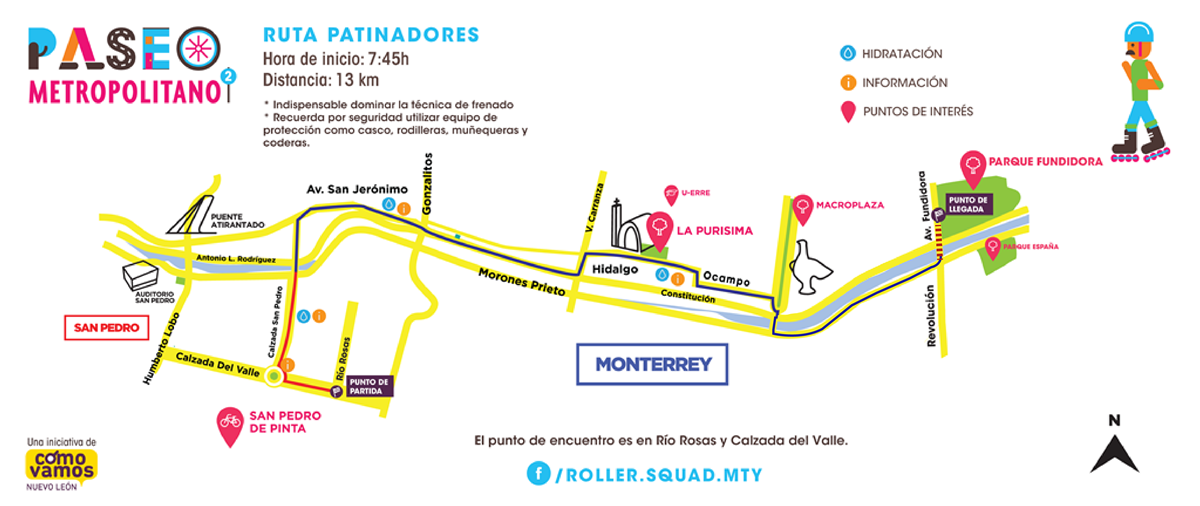 PASEO
METROPOLITANO 2
RUTA PATINADORES
Hora de inicio: 7:45h
Distancia: 13 km
* Indispensable dominar la técnica de frenado
* Recuerda por seguridad utilizar equipo de
protección como casco, rodilleras, muñequeras y
coderas.
HIDRATACIÓN
INFORMACIÓN
PUNTOS DE INTERÉS
PARQUE FUNDIDORA
Av. San Jerónimo
Gonzalitos
V. Carranza
U-ERRE
MACROPLAZA
Av. Fundidora
PUNTO DE
LLEGADA
PUENTE
ATIRANTADO
LA PURISIMA
PARQUE ESPAÑA
Antonio L. Rodríguez
Morones Prieto
Hidalgo
Ocampo
Constitución
AUDITORIO
SAN PEDRO
Revolución
SAN PEDRO
Humberto Lobo
Calzada San Pedro
Río Rosas
Calzada Del Valle
PUNTO DE
PARTIDA
MONTERREY
SAN PEDRO
DE PINTA
N
Una iniciativa de
cómo
vamos
NUEVO LEÓN
El punto de encuentro es en Río Rosas y Calzada del Valle.
f /ROLLER.SQUAD.MTY